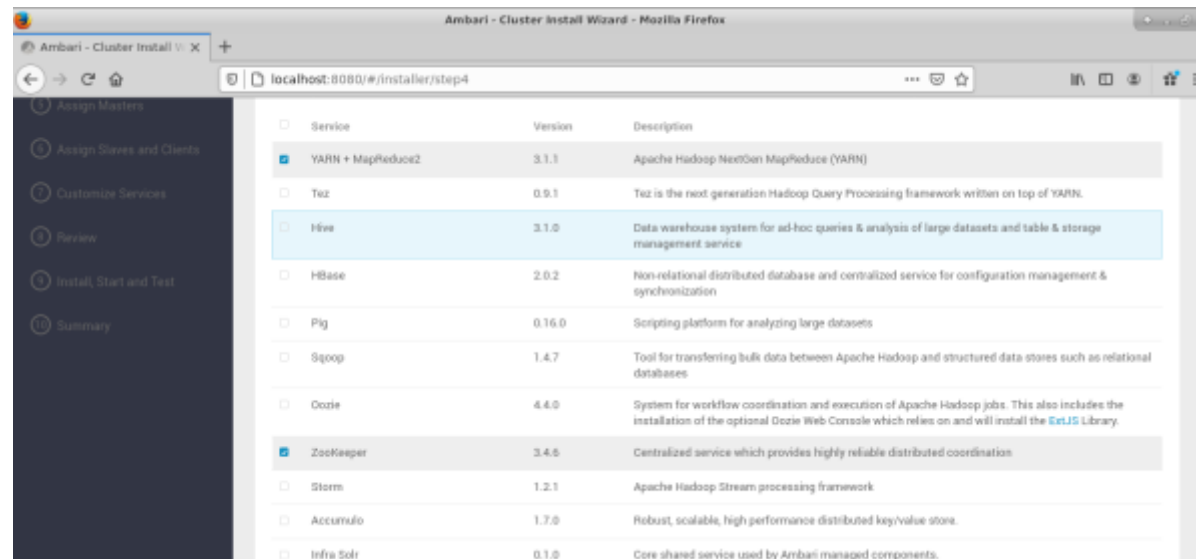 Ambari - Cluster Install Wizard - Mozilla Firefox
Ambari - Cluster Install W
localhost:8080/#/installer/step4
5 Assign Masters
6 Assign Slaves and Clients
7 Customize Services
8 Review
9 Install, Start and Test
10 Summary
Service Version Description
YARN + MapReduce2 3.1.1 Apache Hadoop NextGen MapReduce (YARN)
Tez 0.9.1 Tez is the next generation Hadoop Query Processing framework written on top of YARN.
Hive 3.1.0 Data warehouse system for ad-hoc queries & analysis of large datasets and table & storage
management service
HBase 2.0.2 Non-relational distributed database and centralized service for configuration management &
synchronization
Pig 0.16.0 Scripting platform for analyzing large datasets
Sqoop 1.4.7 Tool for transferring bulk data between Apache Hadoop and structured data stores such as relational
databases
Oozie 4.4.0 System for workflow coordination and execution of Apache Hadoop jobs. This also includes the
installation of the optional Oozie Web Console which relies on and will install the ExtJS Library.
ZooKeeper 3.4.6 Centralized service which provides highly reliable distributed coordination
Storm 1.2.1 Apache Hadoop Stream processing framework
Accumulo 1.7.0 Robust, scalable, high performance distributed key/value store.
Infra Solr 0.1.0 Core shared service used by Ambari managed components.